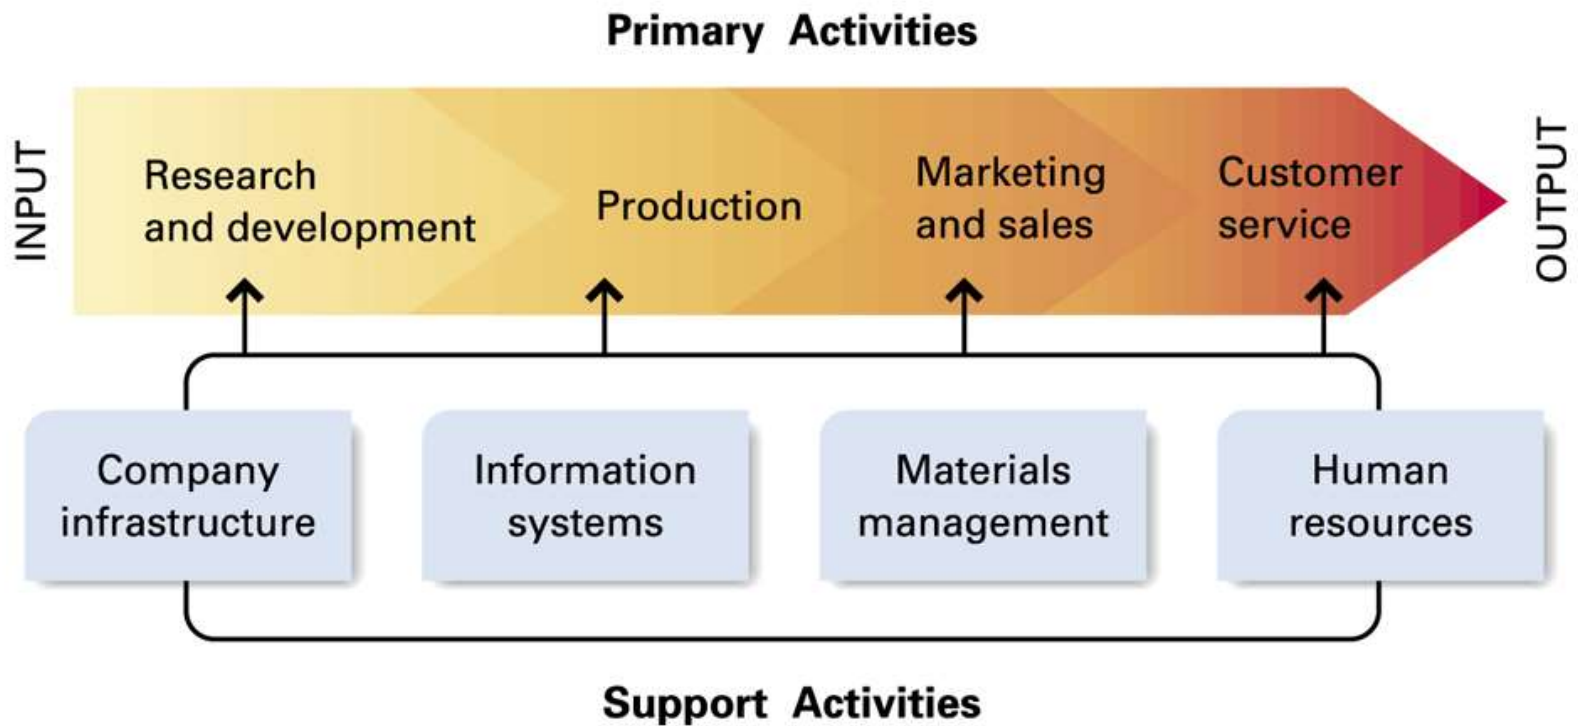 Primary Activities
INPUT
Research
and development
Production
Marketing
and sales
Customer
service
OUTPUT
Company
infrastructure
Information
systems
Materials
management
Human
resources
Support Activities